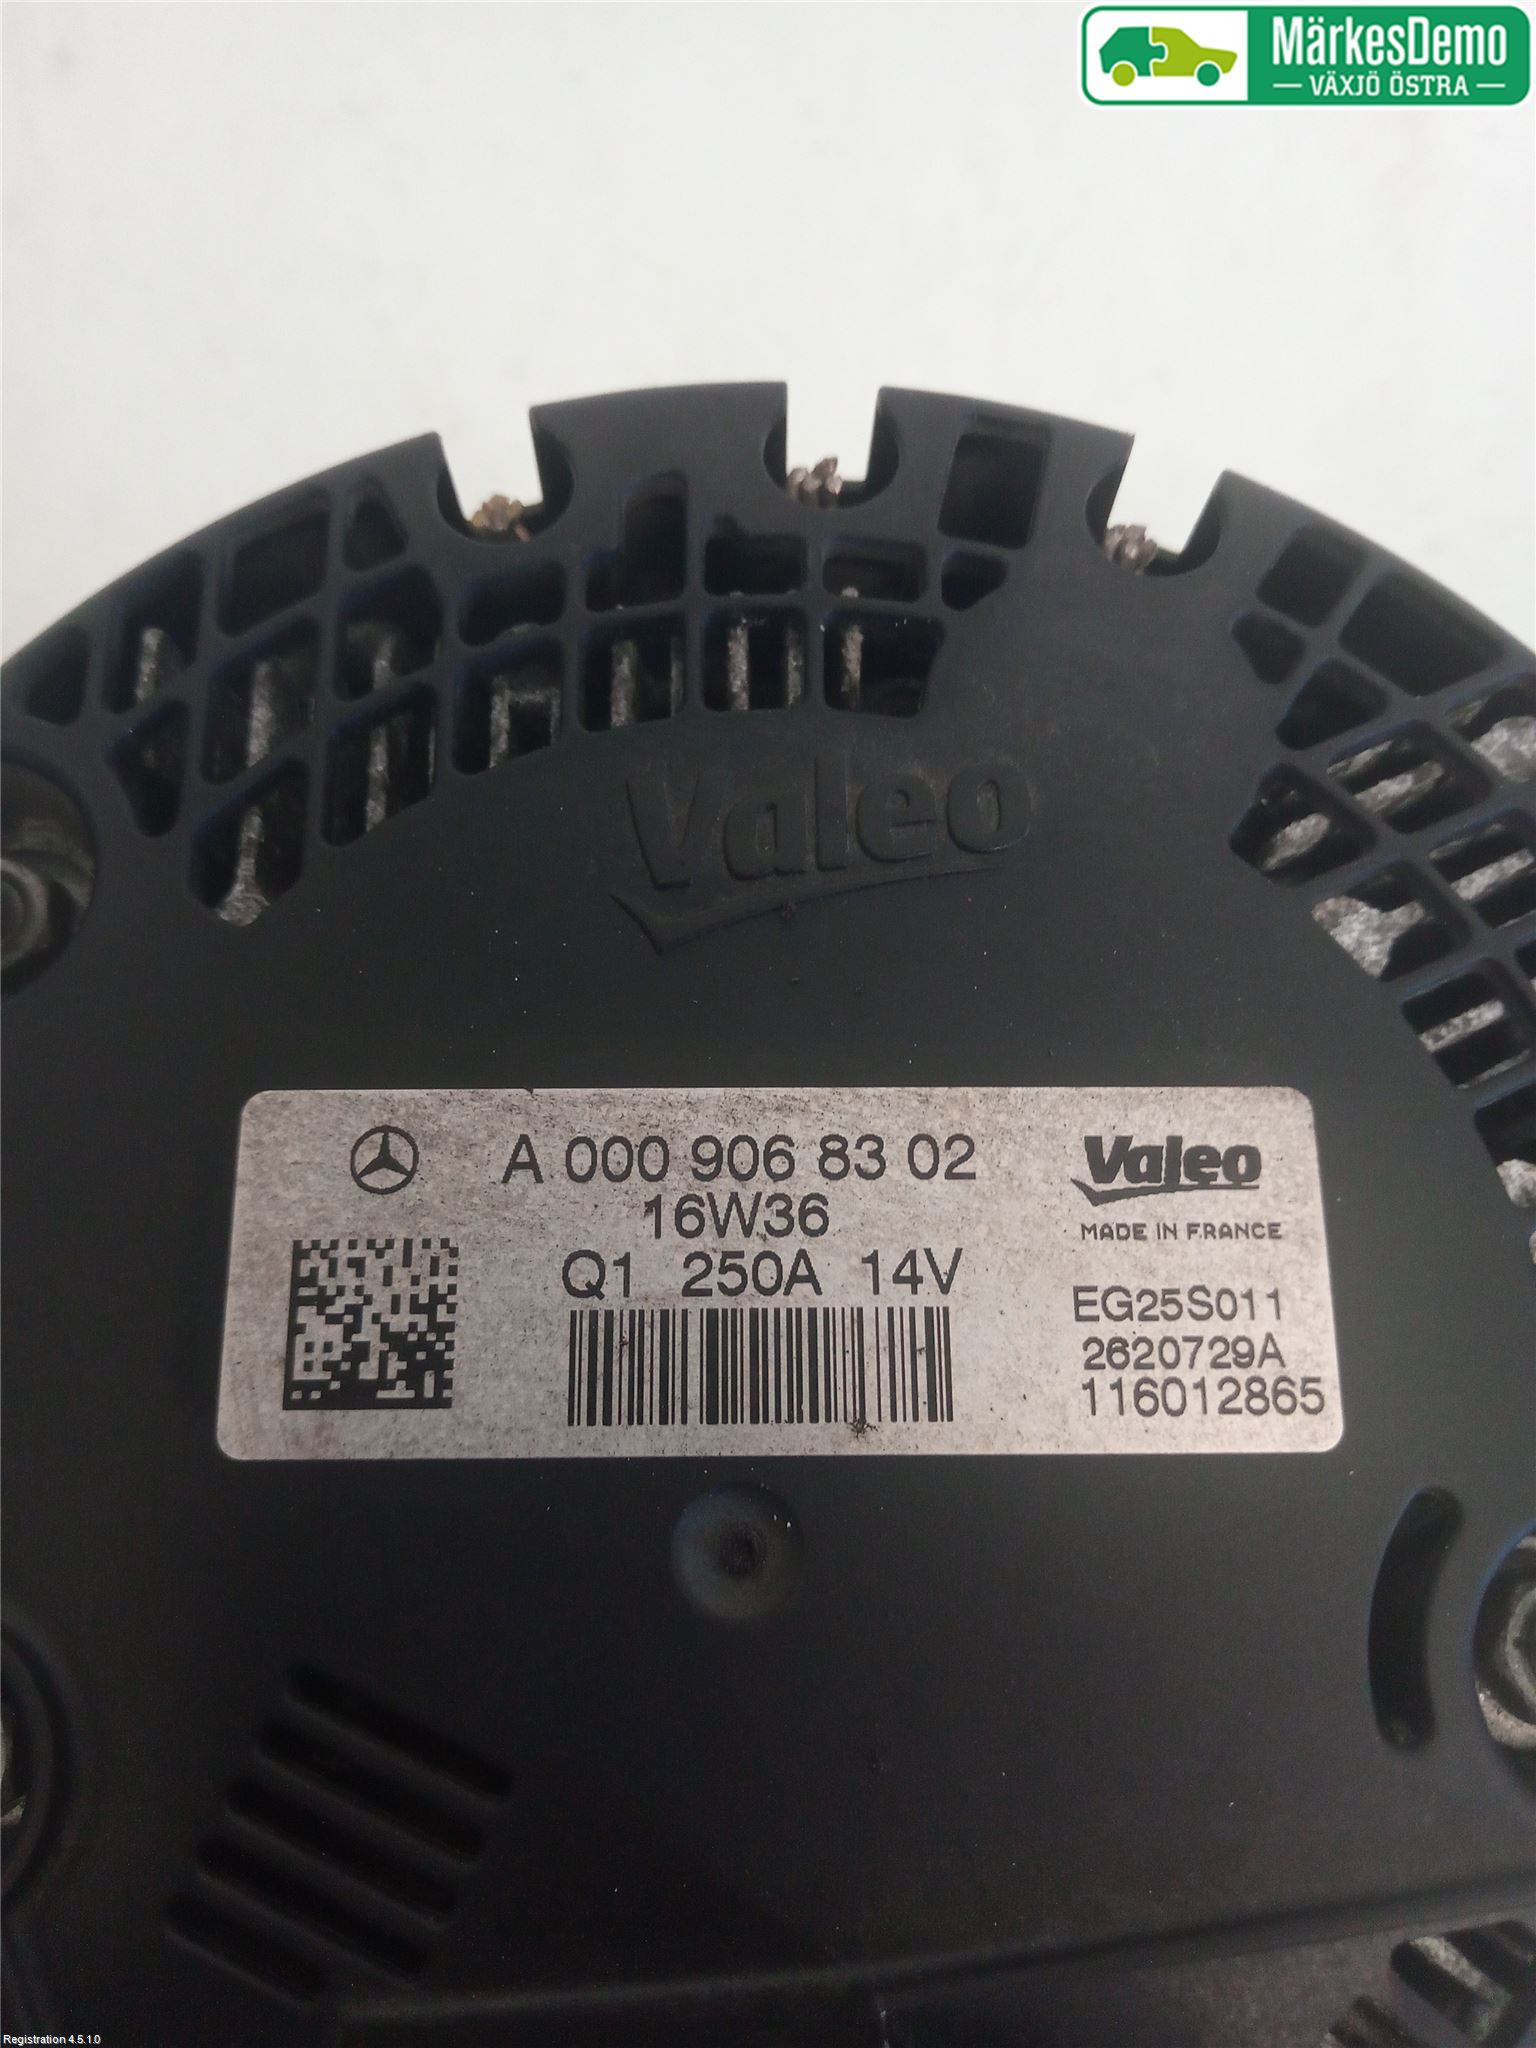 MärkesDemo
VÄXJÖ ÖSTRA
Valeo
A 000 906 83 02
16W36
Q1 250A 14V
Valeo
MADE IN FRANCE
EG25S011
2620729A
116012865
Registration 4.5.1.0